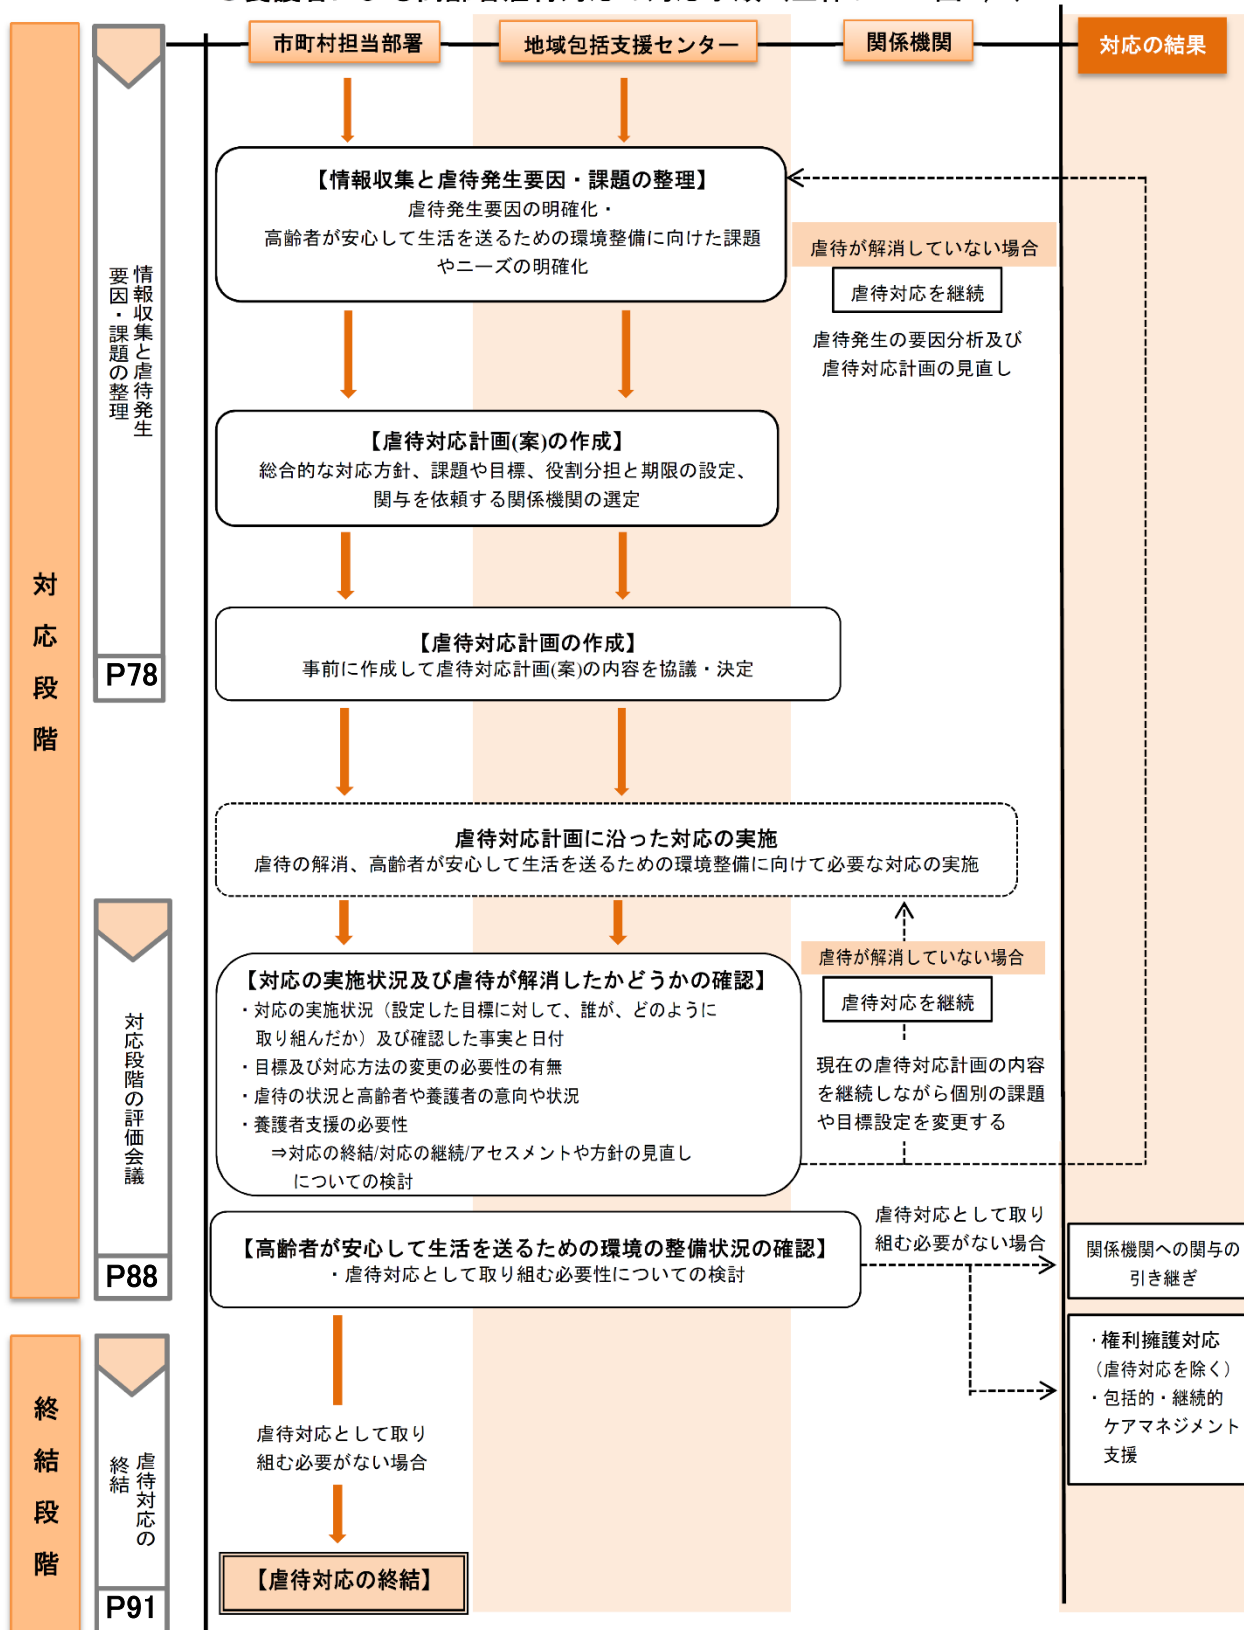 市町村担当部署
地域包括支援センター
関係機関
対応の結果
対応段階
情報収集と虐待発生
要因・課題の整理
P78
【情報収集と虐待発生要因・課題の整理】
虐待発生要因の明確化・
高齢者が安心して生活を送るための環境整備に向けた課題
やニーズの明確化
虐待が解消していない場合
虐待対応を継続
虐待発生の要因分析及び
虐待対応計画の見直し
【虐待対応計画(案)の作成】
総合的な対応方針、課題や目標、役割分担と期限の設定、
関与を依頼する関係機関の選定
【虐待対応計画の作成】
事前に作成して虐待対応計画(案)の内容を協議・決定
虐待対応計画に沿った対応の実施
虐待の解消、高齢者が安心して生活を送るための環境整備に向けて必要な対応の実施
対応段階の評価会議
P88
【対応の実施状況及び虐待が解消したかどうかの確認】
・対応の実施状況（設定した目標に対して、誰が、どのように
取り組んだか）及び確認した事実と日付
・目標及び対応方法の変更の必要性の有無
・虐待の状況と高齢者や養護者の意向や状況
・養護者支援の必要性
⇒対応の終結/対応の継続/アセスメントや方針の見直し
についての検討
虐待が解消していない場合
虐待対応を継続
現在の虐待対応計画の内容
を継続しながら個別の課題
や目標設定を変更する
【高齢者が安心して生活を送るための環境の整備状況の確認】
・虐待対応として取り組む必要性についての検討
虐待対応として取り
組む必要がない場合
関係機関への関与の
引き継ぎ
・権利擁護対応
（虐待対応を除く）
・包括的・継続的
ケアマネジメント
支援
終結段階
虐待対応の
終結
P91
虐待対応として取り
組む必要がない場合
【虐待対応の終結】